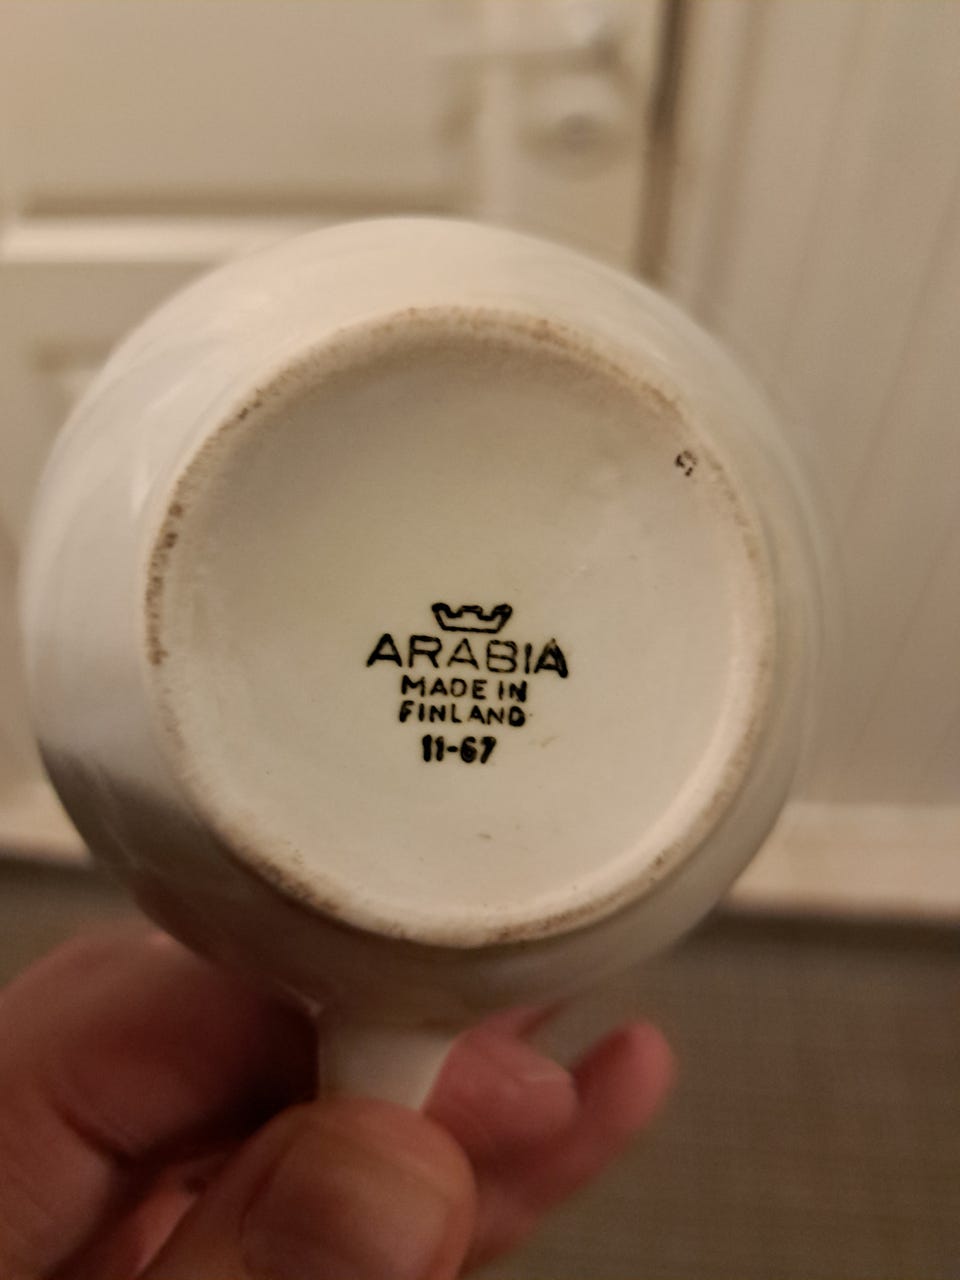 ARABIA
MADE IN
FINLAND
11-67